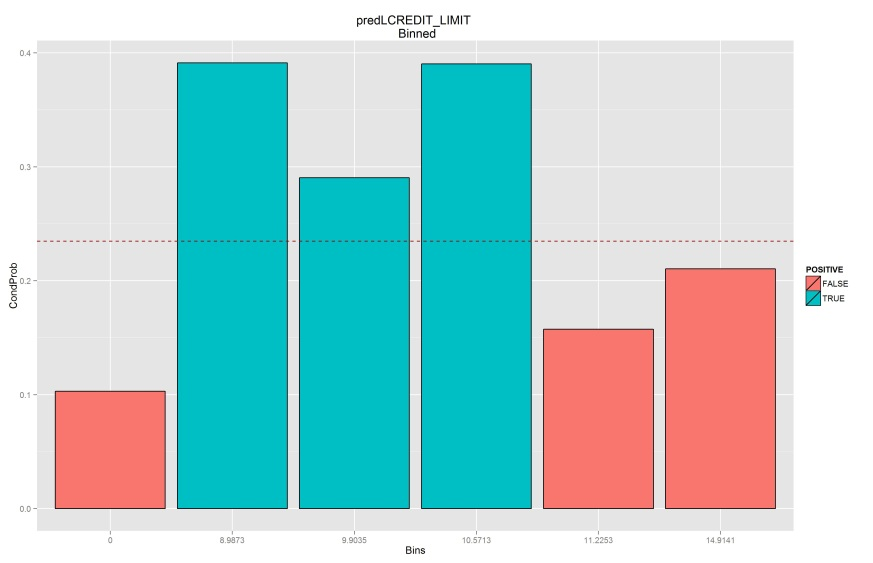 predLCREDIT_LIMIT
Binned
CondProb
0.4
0.3
0.2
0.1
0.0
0
8.9873
9.9035
10.5713
11.2253
14.9141
Bins
POSITIVE
FALSE
TRUE